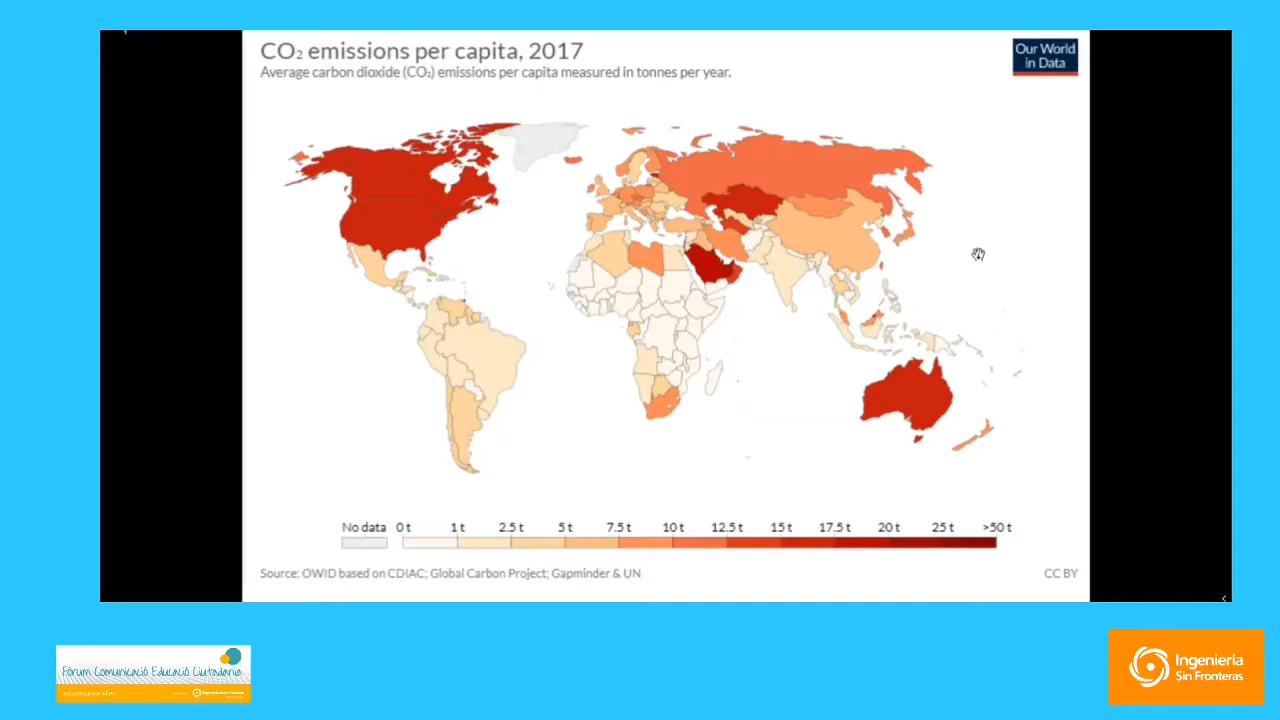 CO₂ emissions per capita, 2017
Average carbon dioxide (CO₂) emissions per capita measured in tonnes per year.
Our World
in Data
No data 0 t 1 t 2.5 t 5 t 7.5 t 10 t 12.5 t 15 t 17.5 t 20 t 25 t >50 t
Source: OWID based on CDIAC; Global Carbon Project; Gapminder & UN
CC BY
Fòrum Comunicació Educació Ciutadania
Ingeniería
Sin Fronteras